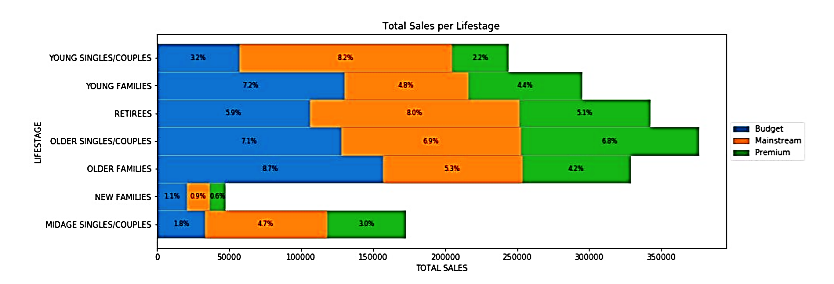 Total Sales per Lifestage
LIFESTAGE
YOUNG SINGLES/COUPLES 3.2% 8.2% 2.2%
YOUNG FAMILIES 7.2% 4.8% 4.4%
RETIREES 5.9% 8.0% 5.1%
OLDER SINGLES/COUPLES 7.1% 6.9% 6.8%
OLDER FAMILIES 8.7% 5.3% 4.2%
NEW FAMILIES 1.1% 0.9% 0.6%
MIDAGE SINGLES/COUPLES 1.8% 4.7% 3.0%
0 50000 100000 150000 200000 250000 300000 350000
TOTAL SALES
Budget
Mainstream
Premium